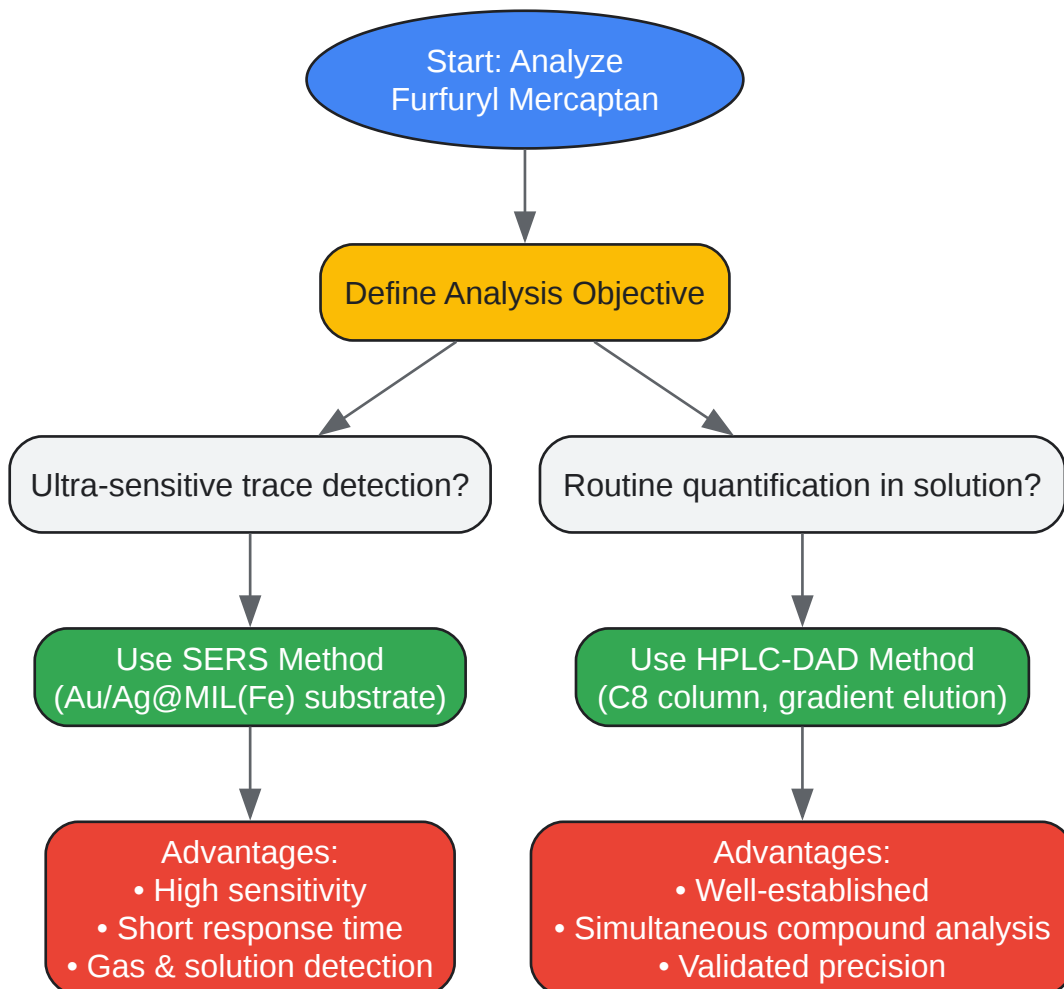 Start: Analyze
Furfuryl Mercaptan
Define Analysis Objective
Ultra-sensitive trace detection?
Routine quantification in solution?
Use SERS Method
(Au/Ag@MIL(Fe) substrate)
Use HPLC-DAD Method
(C8 column, gradient elution)
Advantages:
• High sensitivity
• Short response time
• Gas & solution detection
Advantages:
• Well-established
• Simultaneous compound analysis
• Validated precision